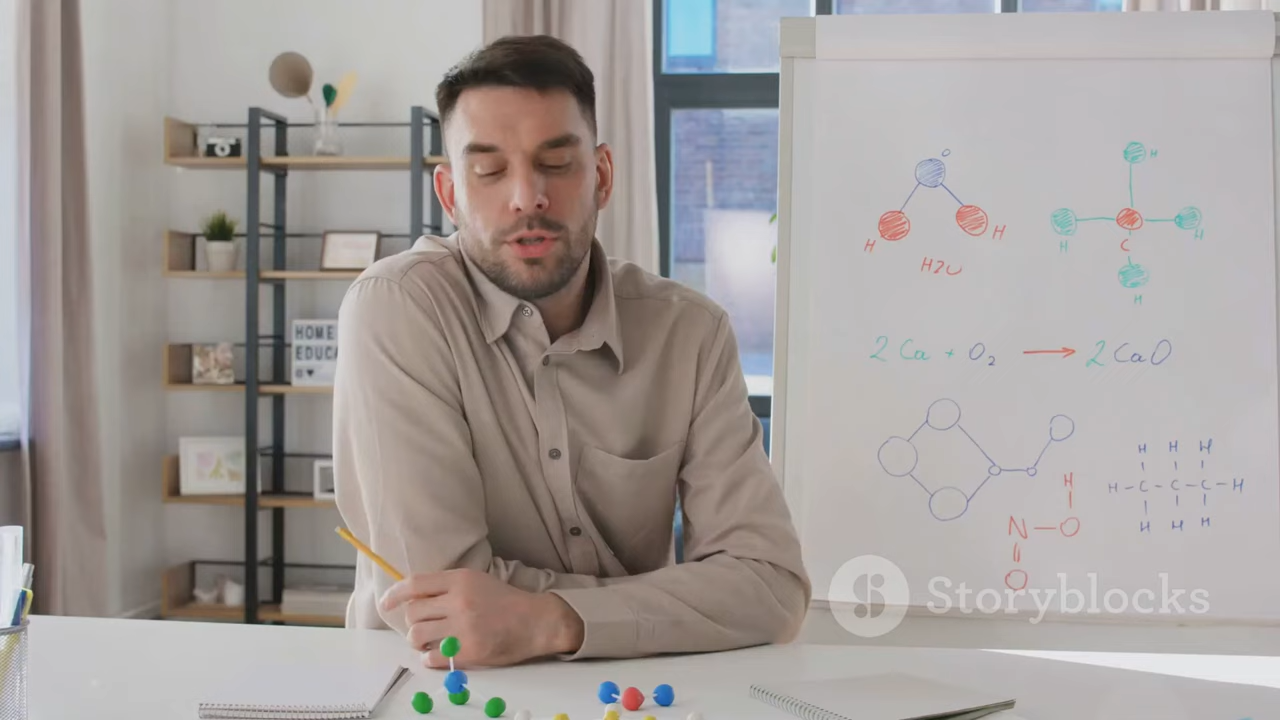 HOME
EDUCA
#♥
O
H H
H2O
H
H C H
H
2 Ca + O₂ → 2 CaO
H H H
H-C-C-C-H
H H H
H
N-O
O
Storyblocks